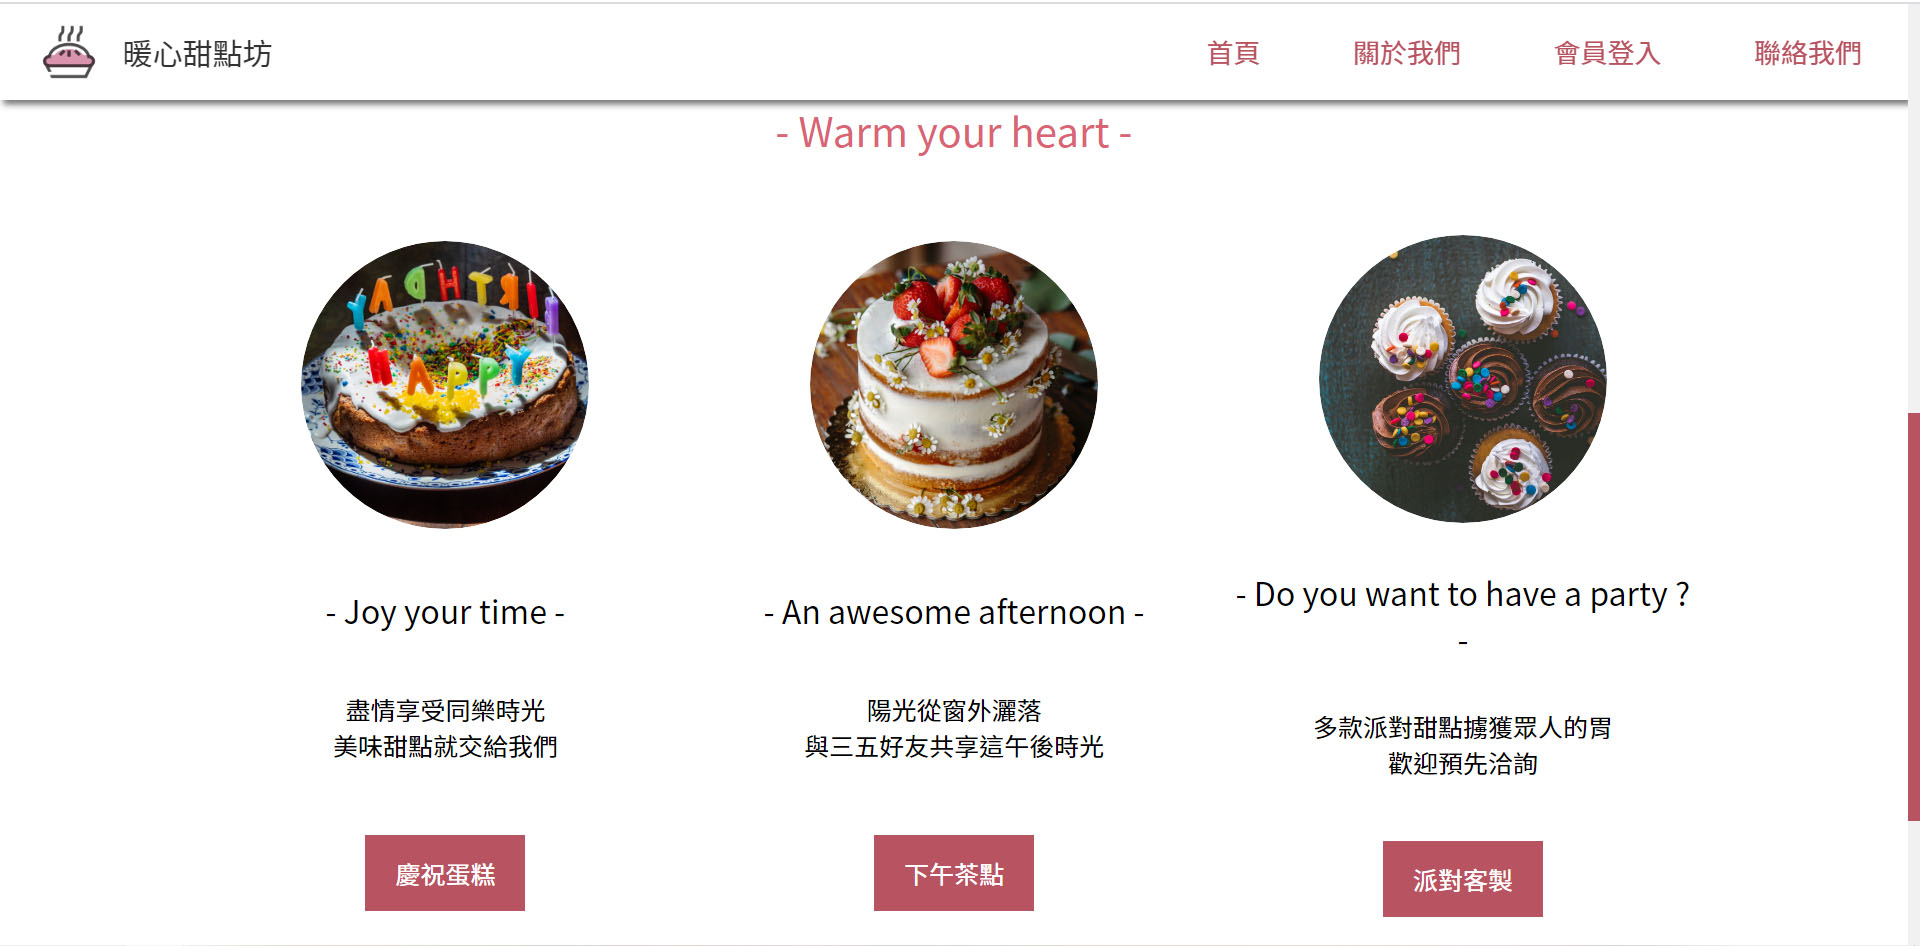 暖心甜點坊
首頁
關於我們
會員登入
聯絡我們
- Warm your heart -
BIRTHDAY
HAPPY
- Joy your time -
盡情享受同樂時光
美味甜點就交給我們
慶祝蛋糕
- An awesome afternoon -
陽光從窗外灑落
與三五好友共享這午後時光
下午茶點
- Do you want to have a party ?
-
多款派對甜點擄獲眾人的胃
歡迎預先洽詢
派對客製